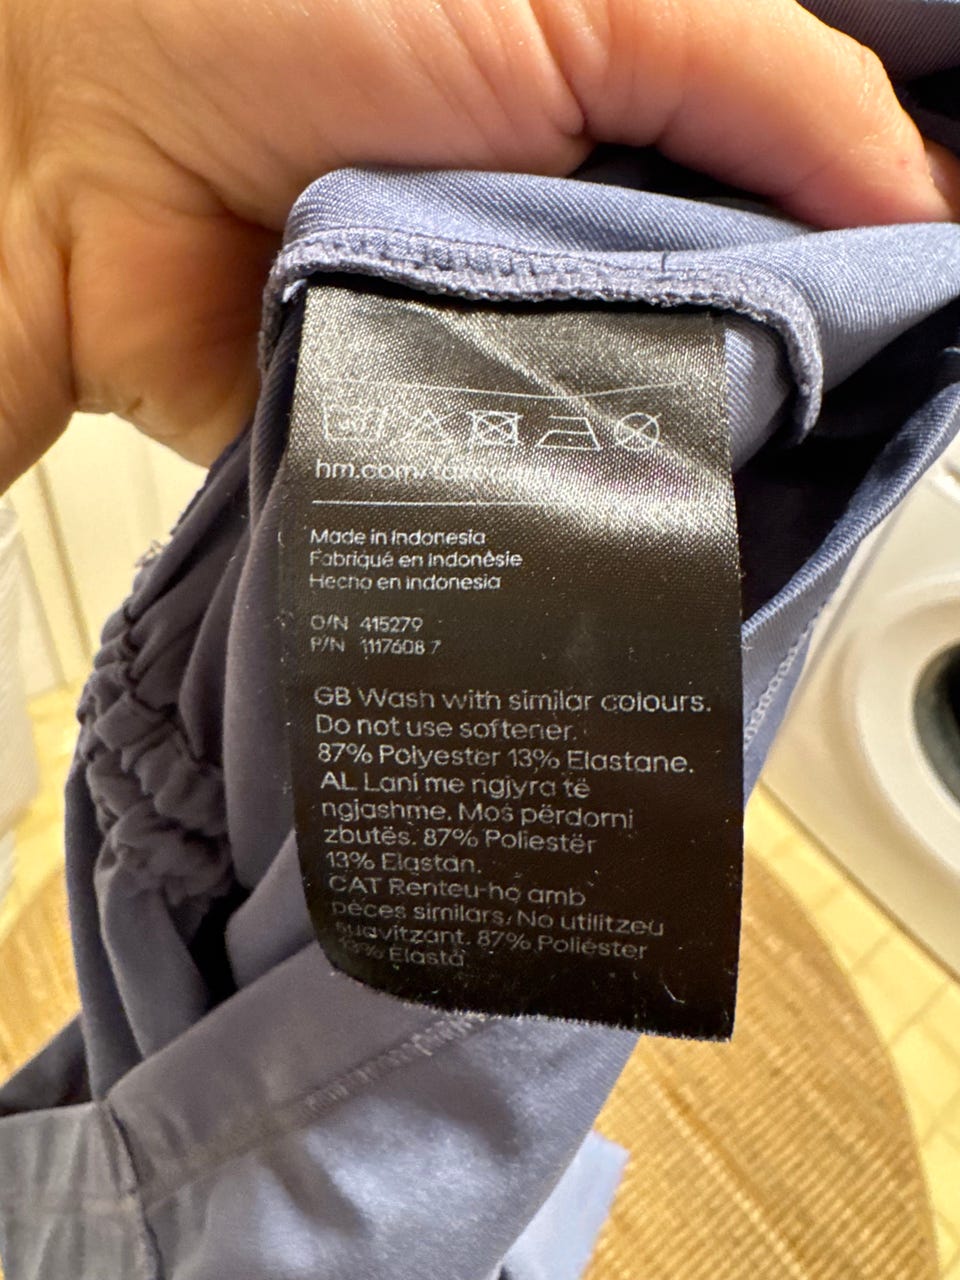 Made in Indonesia
Fabriqué en Indonésie
Hecho en Indonesia
O/N 415279
P/N 1117608 7
GB Wash with similar colours.
Do not use softener.
87% Polyester 13% Elastane.
AL Lani me ngjyra të
ngjashme. Mos përdorni
zbutës. 87% Poliestër
13% Elastan.
CAT Renteu-ho amb
peces similars. No utilitzeu
suavitzant. 87% Polièster
13% Elastà